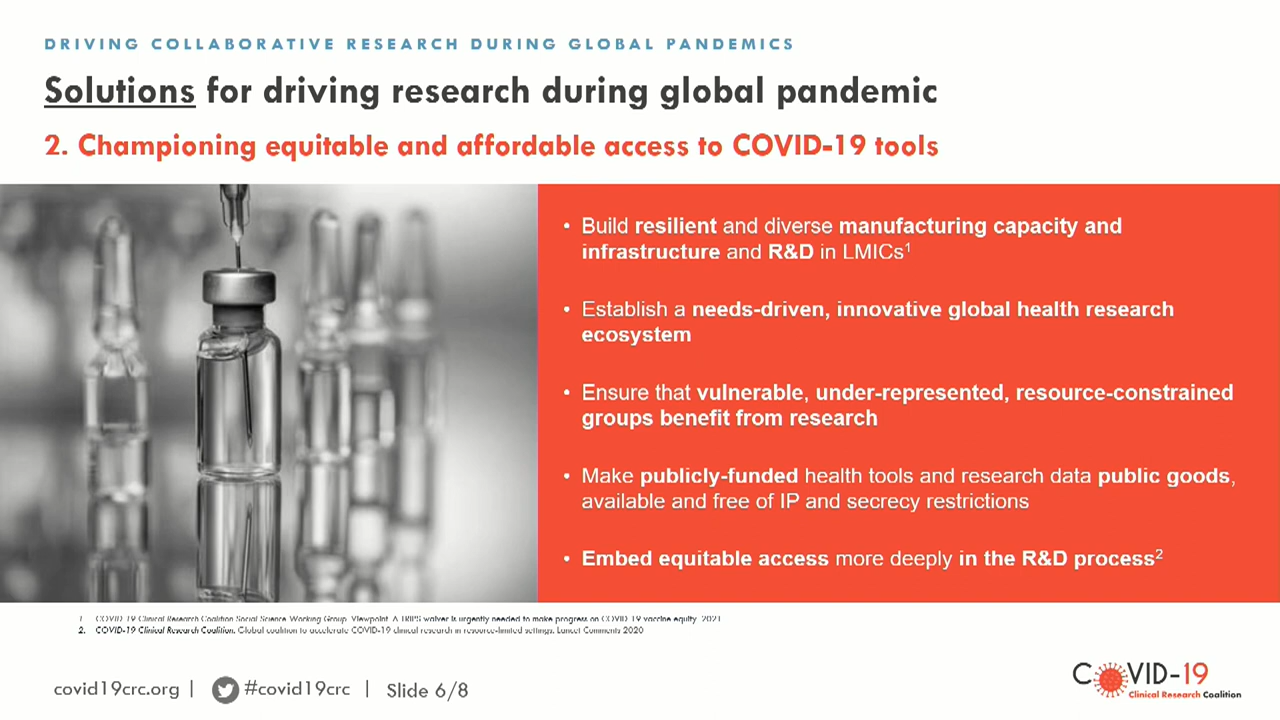 DRIVING COLLABORATIVE RESEARCH DURING GLOBAL PANDEMICS
Solutions for driving research during global pandemic
2. Championing equitable and affordable access to COVID-19 tools
• Build resilient and diverse manufacturing capacity and
infrastructure and R&D in LMICs¹
• Establish a needs-driven, innovative global health research
ecosystem
• Ensure that vulnerable, under-represented, resource-constrained
groups benefit from research
• Make publicly-funded health tools and research data public goods,
available and free of IP and secrecy restrictions
• Embed equitable access more deeply in the R&D process²
1. COVID-19 Clinical Research Coalition Social Science Working Group. Viewpoint. A TRIPS waiver is urgently needed to make progress on COVID-19 vaccine equity. 2021
2. COVID-19 Clinical Research Coalition. Global coalition to accelerate COVID-19 clinical research in resource-limited settings. Lancet Comments 2020
covid19crc.org | #covid19crc | Slide 6/8
COVID-19
Clinical Research Coalition